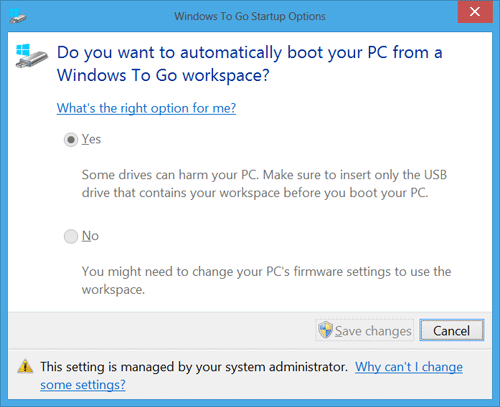 Windows To Go Startup Options
Do you want to automatically boot your PC from a
Windows To Go workspace?
What's the right option for me?
Yes
Some drives can harm your PC. Make sure to insert only the USB
drive that contains your workspace before you boot your PC.
No
You might need to change your PC's firmware settings to use the
workspace.
Save changes
Cancel
This setting is managed by your system administrator. Why can't I change
some settings?